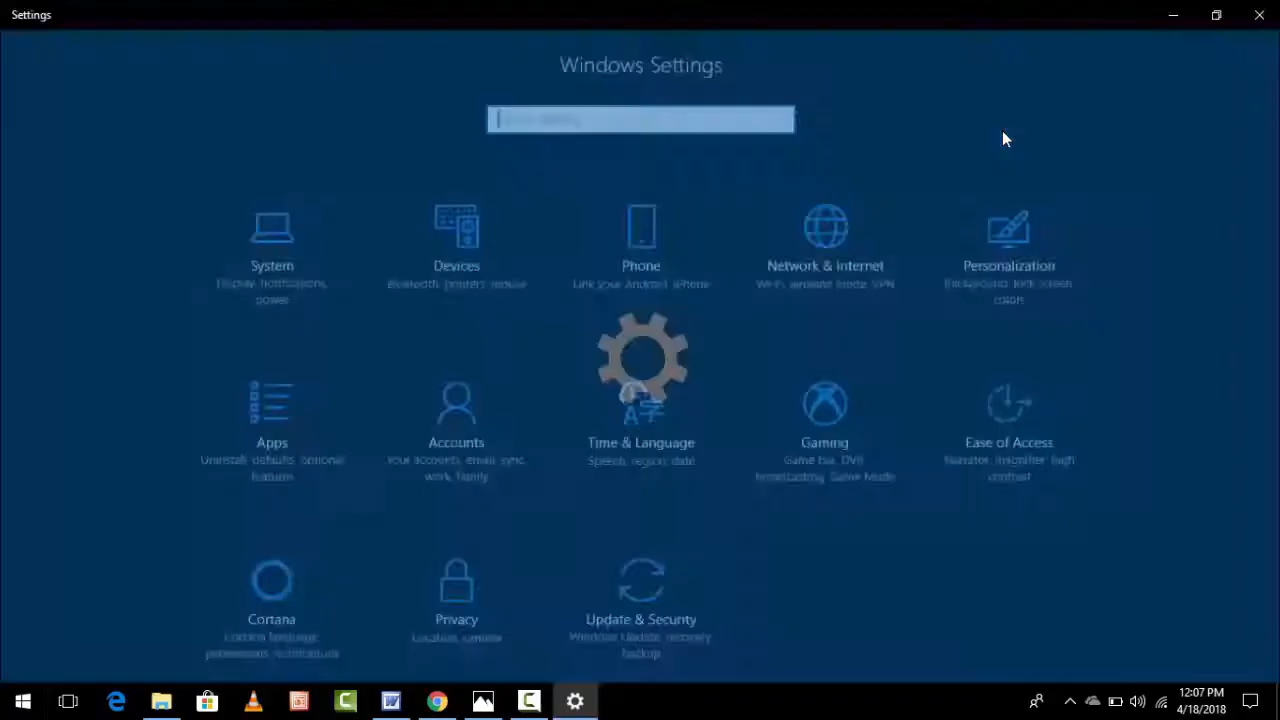 Settings
Windows Settings
System
Display, notifications,
power
Devices
Bluetooth, printers, mouse
Phone
Link your Android, iPhone
Network & Internet
Wi-Fi, airplane mode, VPN
Personalization
Background, lock screen,
colors
Apps
Uninstall, defaults, optional
features
Accounts
Your accounts, email, sync,
work, family
A字
Time & Language
Speech, region, date
Gaming
Game bar, DVR,
broadcasting, Game Mode
Ease of Access
Narrator, magnifier, high
contrast
Cortana
Cortana language,
permissions, notifications
Privacy
Location, camera
Update & Security
Windows Update, recovery,
backup
12:07 PM
4/18/2018